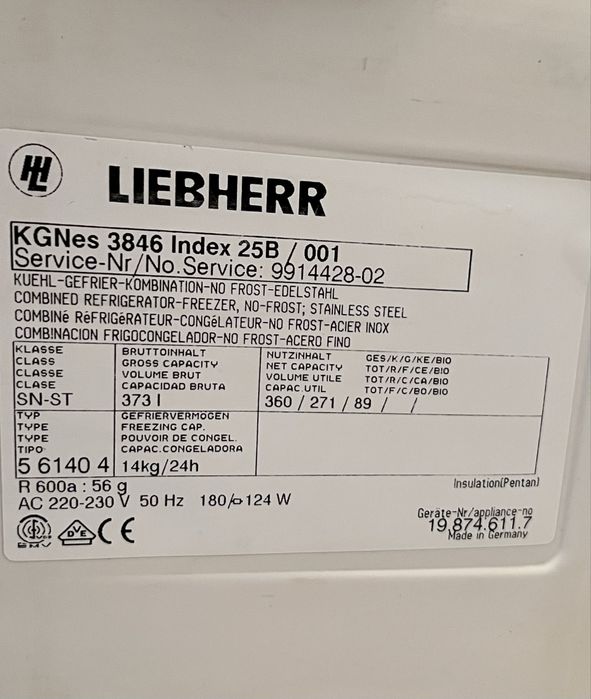 HL LIEBHERR
KGNes 3846 Index 25B / 001
Service-Nr/No.Service: 9914428-02
KUEHL-GEFRIER-KOMBINATION-NO FROST-EDELSTAHL
COMBINED REFRIGERATOR-FREEZER, NO-FROST; STAINLESS STEEL
COMBINé RéFRIGéRATEUR-CONGéLATEUR-NO FROST-ACIER INOX
COMBINACION FRIGOCONGELADOR-NO FROST-ACERO FINO
KLASSE
CLASS
CLASSE
CLASE
SN-ST
BRUTTOINHALT
GROSS CAPACITY
VOLUME BRUT
CAPACIDAD BRUTA
373 l
NUTZINHALT GES/K/G/KE/BIO
NET CAPACITY TOT/R/F/CE/BIO
VOLUME UTILE TOT/R/C/CA/BIO
CAPAC.UTIL TOT/F/C/BO/BIO
360 / 271 / 89 / /
TYP
TYPE
TYPE
TIPO
5 6140 4
GEFRIERVERMOGEN
FREEZING CAP.
POUVOIR DE CONGEL.
CAPAC.CONGELADORA
14kg/24h
R 600a : 56 g
Insulation(Pentan)
AC 220-230 V 50 Hz 180/⌀124 W
Geräte-Nr/appliance-no
19.874.611.7
Made in Germany
EMV DVE CE